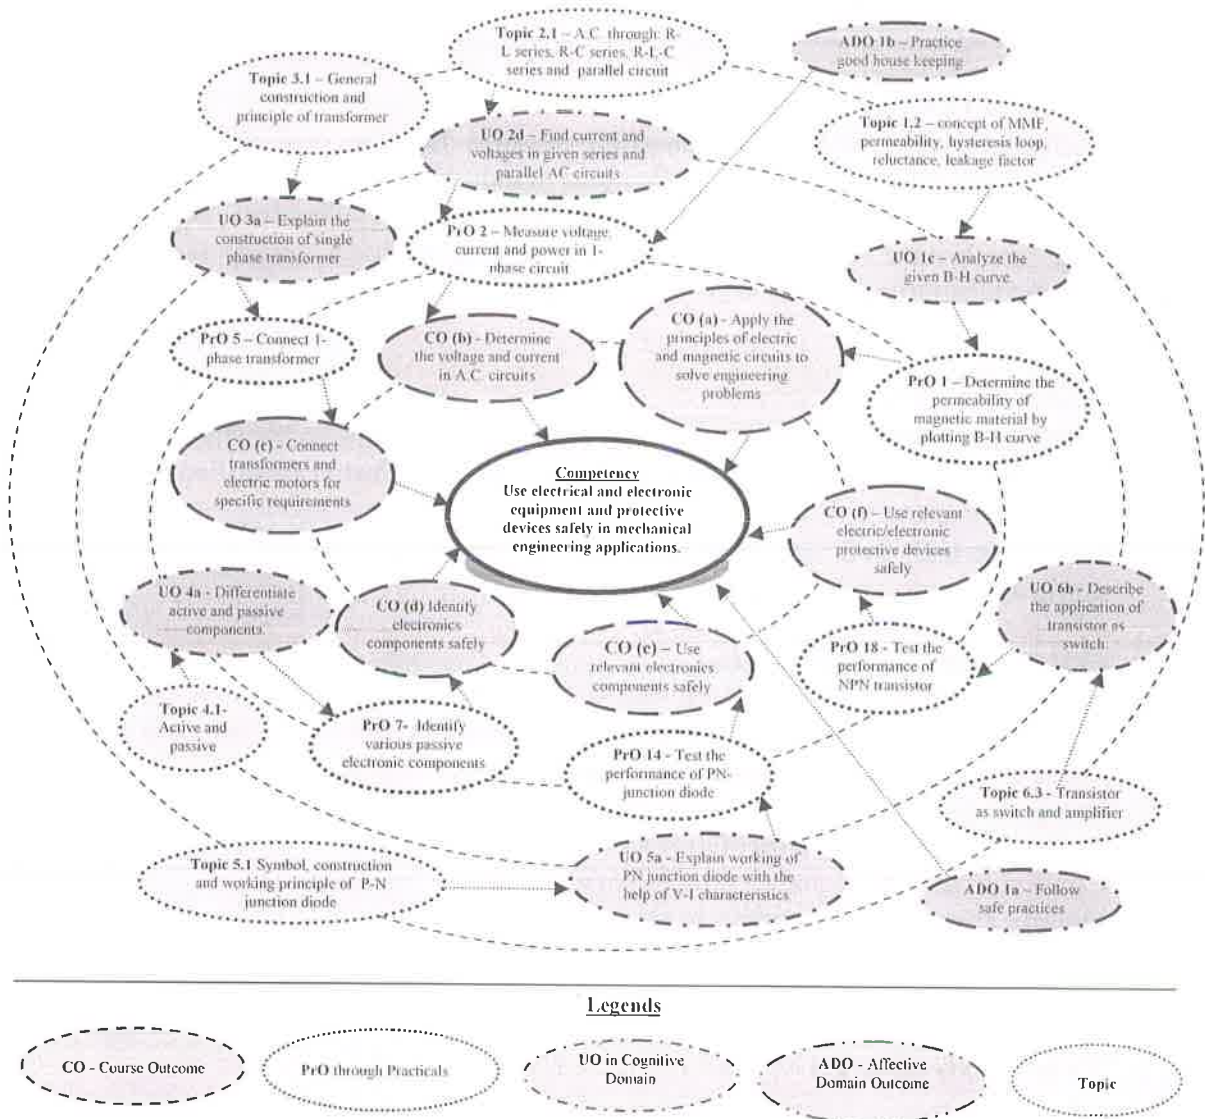 Topic 2.1 – A.C. through: R-
L series, R-C series, R-L-C
series and parallel circuit
ADO 1b – Practice
good house keeping
Topic 3.1 – General
construction and
principle of transformer
Topic 1.2 – concept of MMF,
permeability, hysteresis loop,
reluctance, leakage factor
UO 2d – Find current and
voltages in given series and
parallel AC circuits
UO 3a – Explain the
construction of single
phase transformer
PrO 2 – Measure voltage,
current and power in 1-
phase circuit
UO 1c – Analyze the
given B-H curve.
PrO 5 – Connect 1-
phase transformer
CO (b) - Determine
the voltage and current
in A.C. circuits
CO (a) - Apply the
principles of electric
and magnetic circuits to
solve engineering
problems
PrO 1 – Determine the
permeability of
magnetic material by
plotting B-H curve
CO (c) - Connect
transformers and
electric motors for
specific requirements
Competency
Use electrical and electronic
equipment and protective
devices safely in mechanical
engineering applications.
CO (f) – Use relevant
electric/electronic
protective devices
safely
UO 4a - Differentiate
active and passive
components.
CO (d) Identify
electronics
components safely
CO (e) – Use
relevant electronics
components safely
PrO 18 - Test the
performance of
NPN transistor
UO 6b – Describe
the application of
transistor as
switch.
Topic 4.1-
Active and
passive
PrO 7- Identify
various passive
electronic components
PrO 14 - Test the
performance of PN-
junction diode
Topic 6.3 - Transistor
as switch and amplifier
Topic 5.1 Symbol, construction
and working principle of P-N
junction diode
UO 5a - Explain working of
PN junction diode with the
help of V-I characteristics
ADO 1a – Follow
safe practices
Legends
CO - Course Outcome
PrO through Practicals
UO in Cognitive
Domain
ADO - Affective
Domain Outcome
Topic